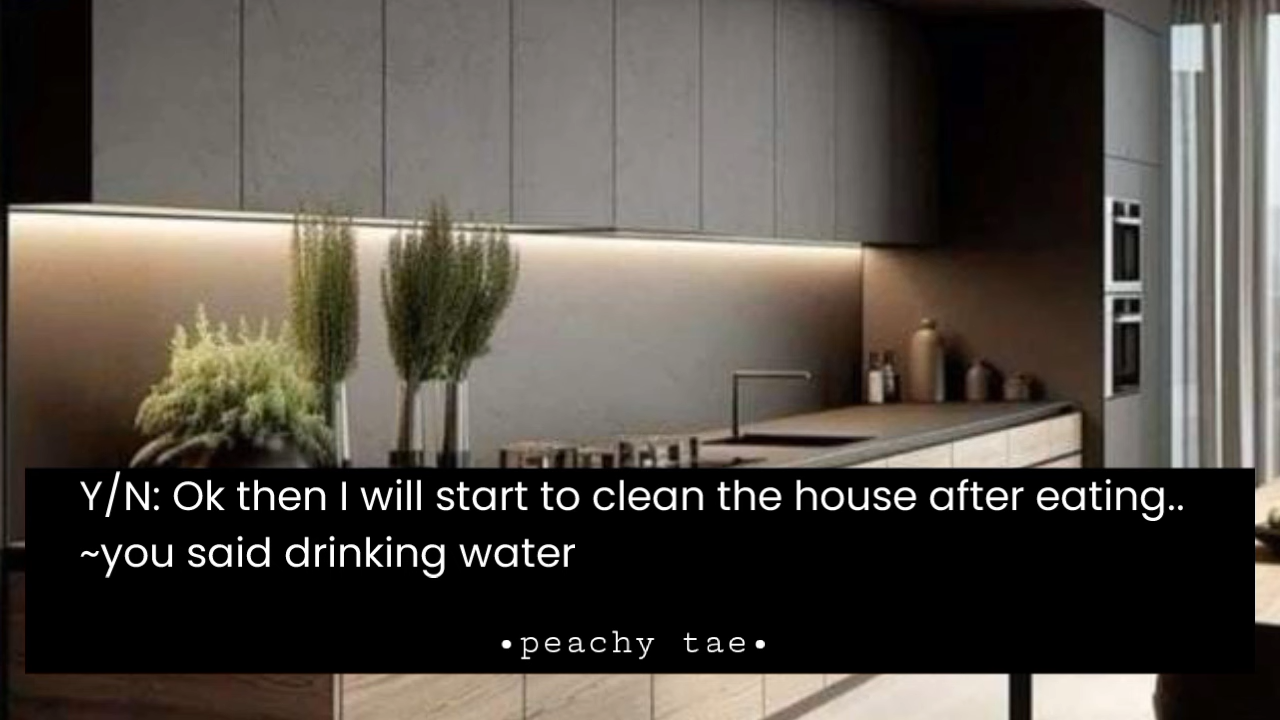 Y/N: Ok then I will start to clean the house after eating..
~you said drinking water
•peachy tae•